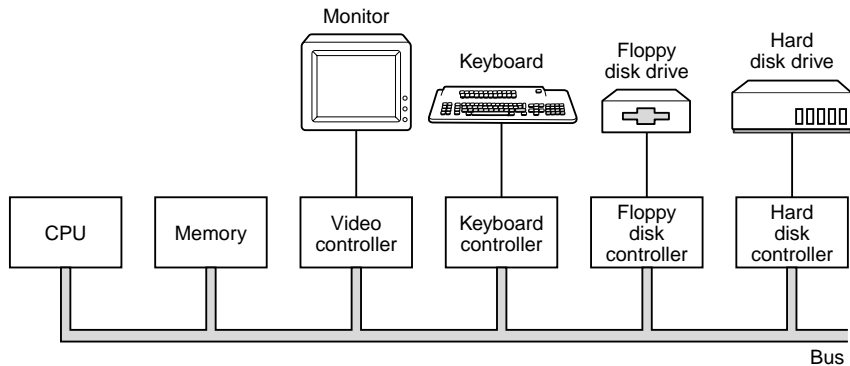 Monitor
Keyboard
Floppy
disk drive
Hard
disk drive
CPU
Memory
Video
controller
Keyboard
controller
Floppy
disk
controller
Hard
disk
controller
Bus